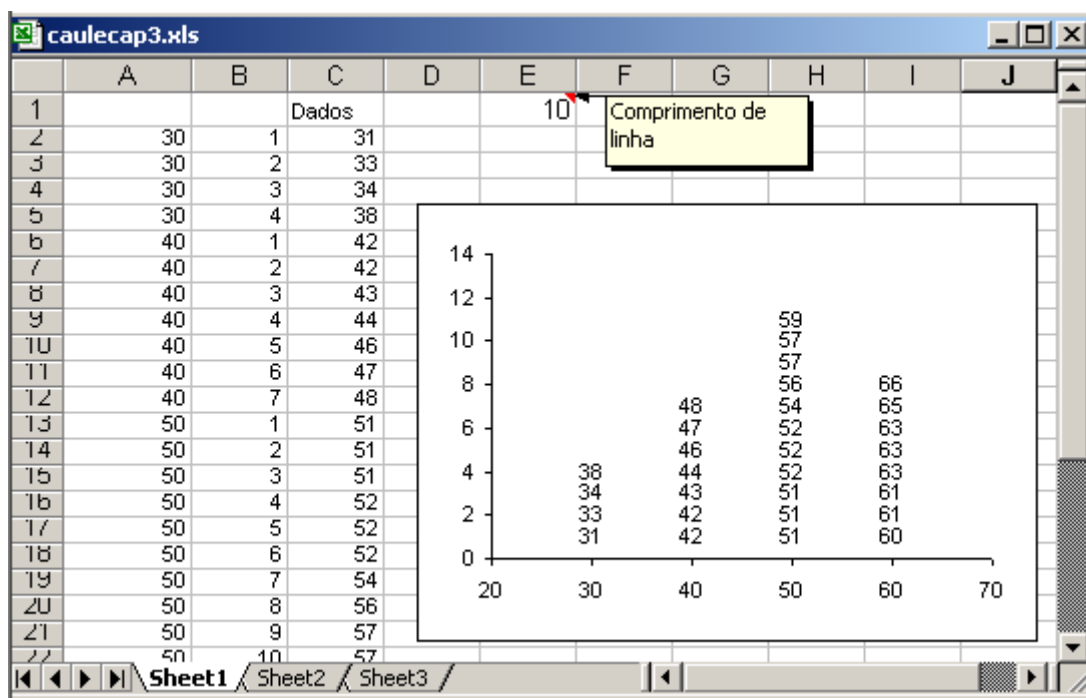 caulecap3.xls
A B C D E F G H I J
1 Dados 10 Comprimento de
linha
2 30 1 31
3 30 2 33
4 30 3 34
5 30 4 38
6 40 1 42
7 40 2 42
8 40 3 43
9 40 4 44
10 40 5 46
11 40 6 47
12 40 7 48
13 50 1 51
14 50 2 51
15 50 3 51
16 50 4 52
17 50 5 52
18 50 6 52
19 50 7 54
20 50 8 56
21 50 9 57
22 50 10 57
14
12
59
10 57
57
8 56 66
48 54 65
6 47 52 63
46 52 63
4 38 44 52 63
34 43 51 61
2 33 42 51 61
31 42 51 60
0
20 30 40 50 60 70
Sheet1 Sheet2 Sheet3